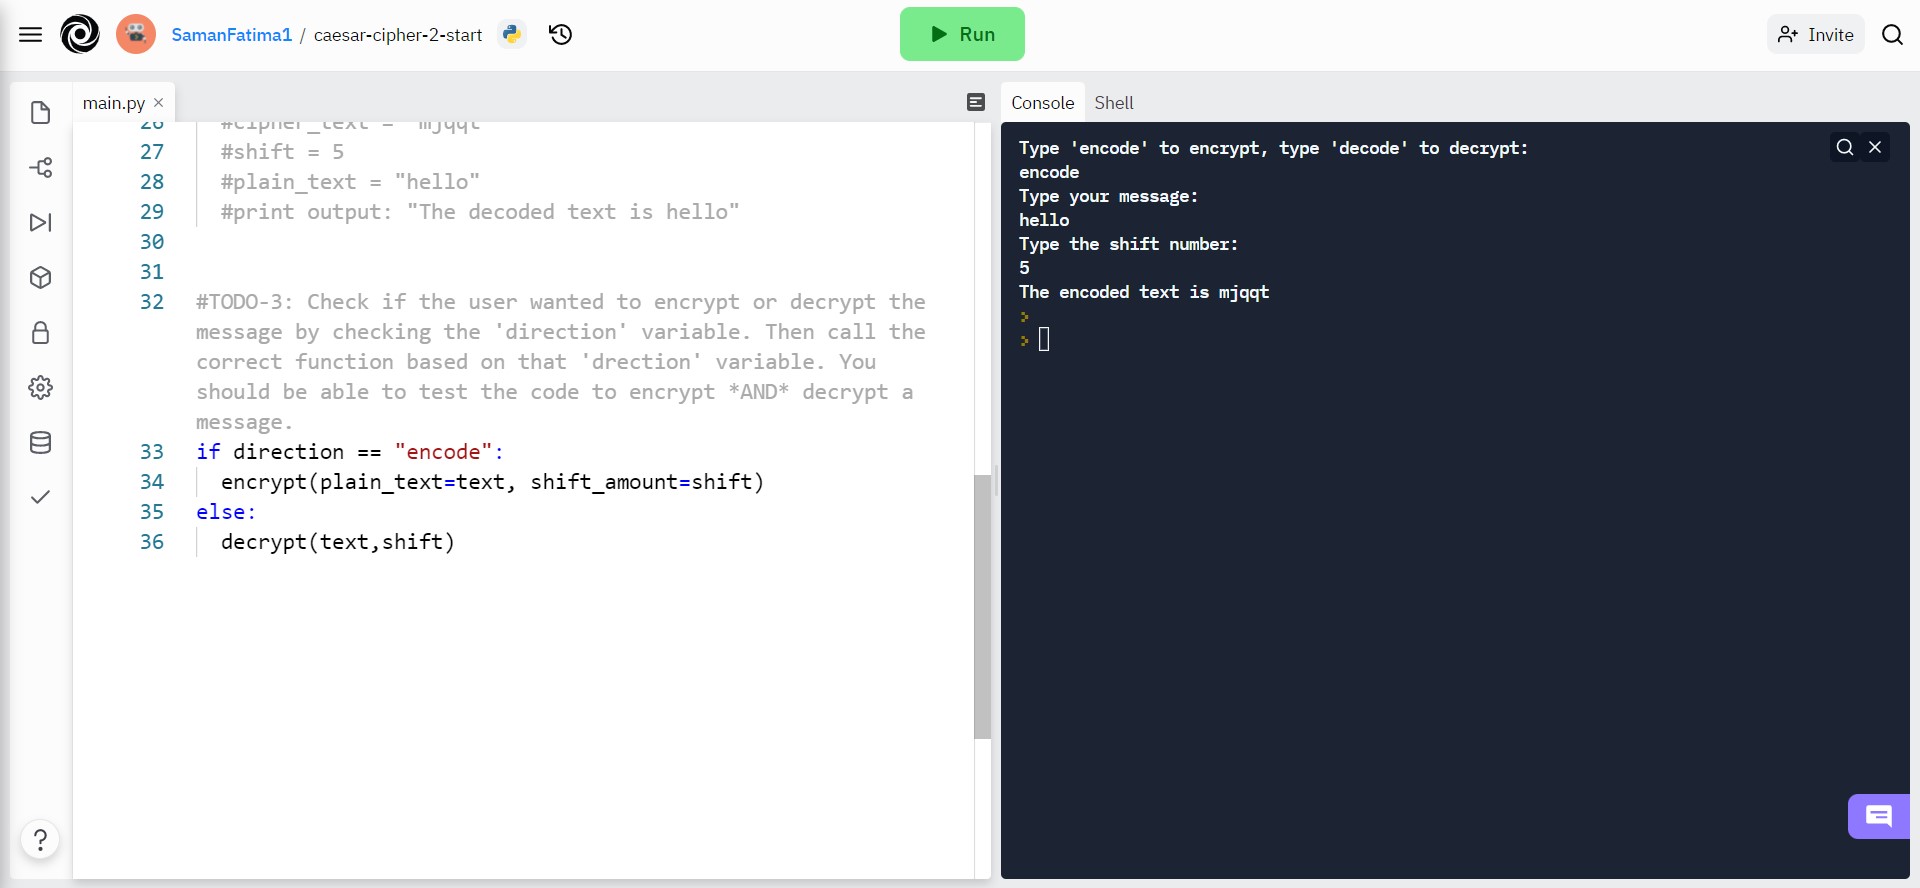 SamanFatima1 / caesar-cipher-2-start
Run
Invite
main.py
Console Shell
26 #cipher_text = "mjqqt"
27 #shift = 5
28 #plain_text = "hello"
29 #print output: "The decoded text is hello"
30
31
32 #TODO-3: Check if the user wanted to encrypt or decrypt the
message by checking the 'direction' variable. Then call the
correct function based on that 'drection' variable. You
should be able to test the code to encrypt *AND* decrypt a
message.
33 if direction == "encode":
34 encrypt(plain_text=text, shift_amount=shift)
35 else:
36 decrypt(text,shift)
Type 'encode' to encrypt, type 'decode' to decrypt:
encode
Type your message:
hello
Type the shift number:
5
The encoded text is mjqqt
>
>
?